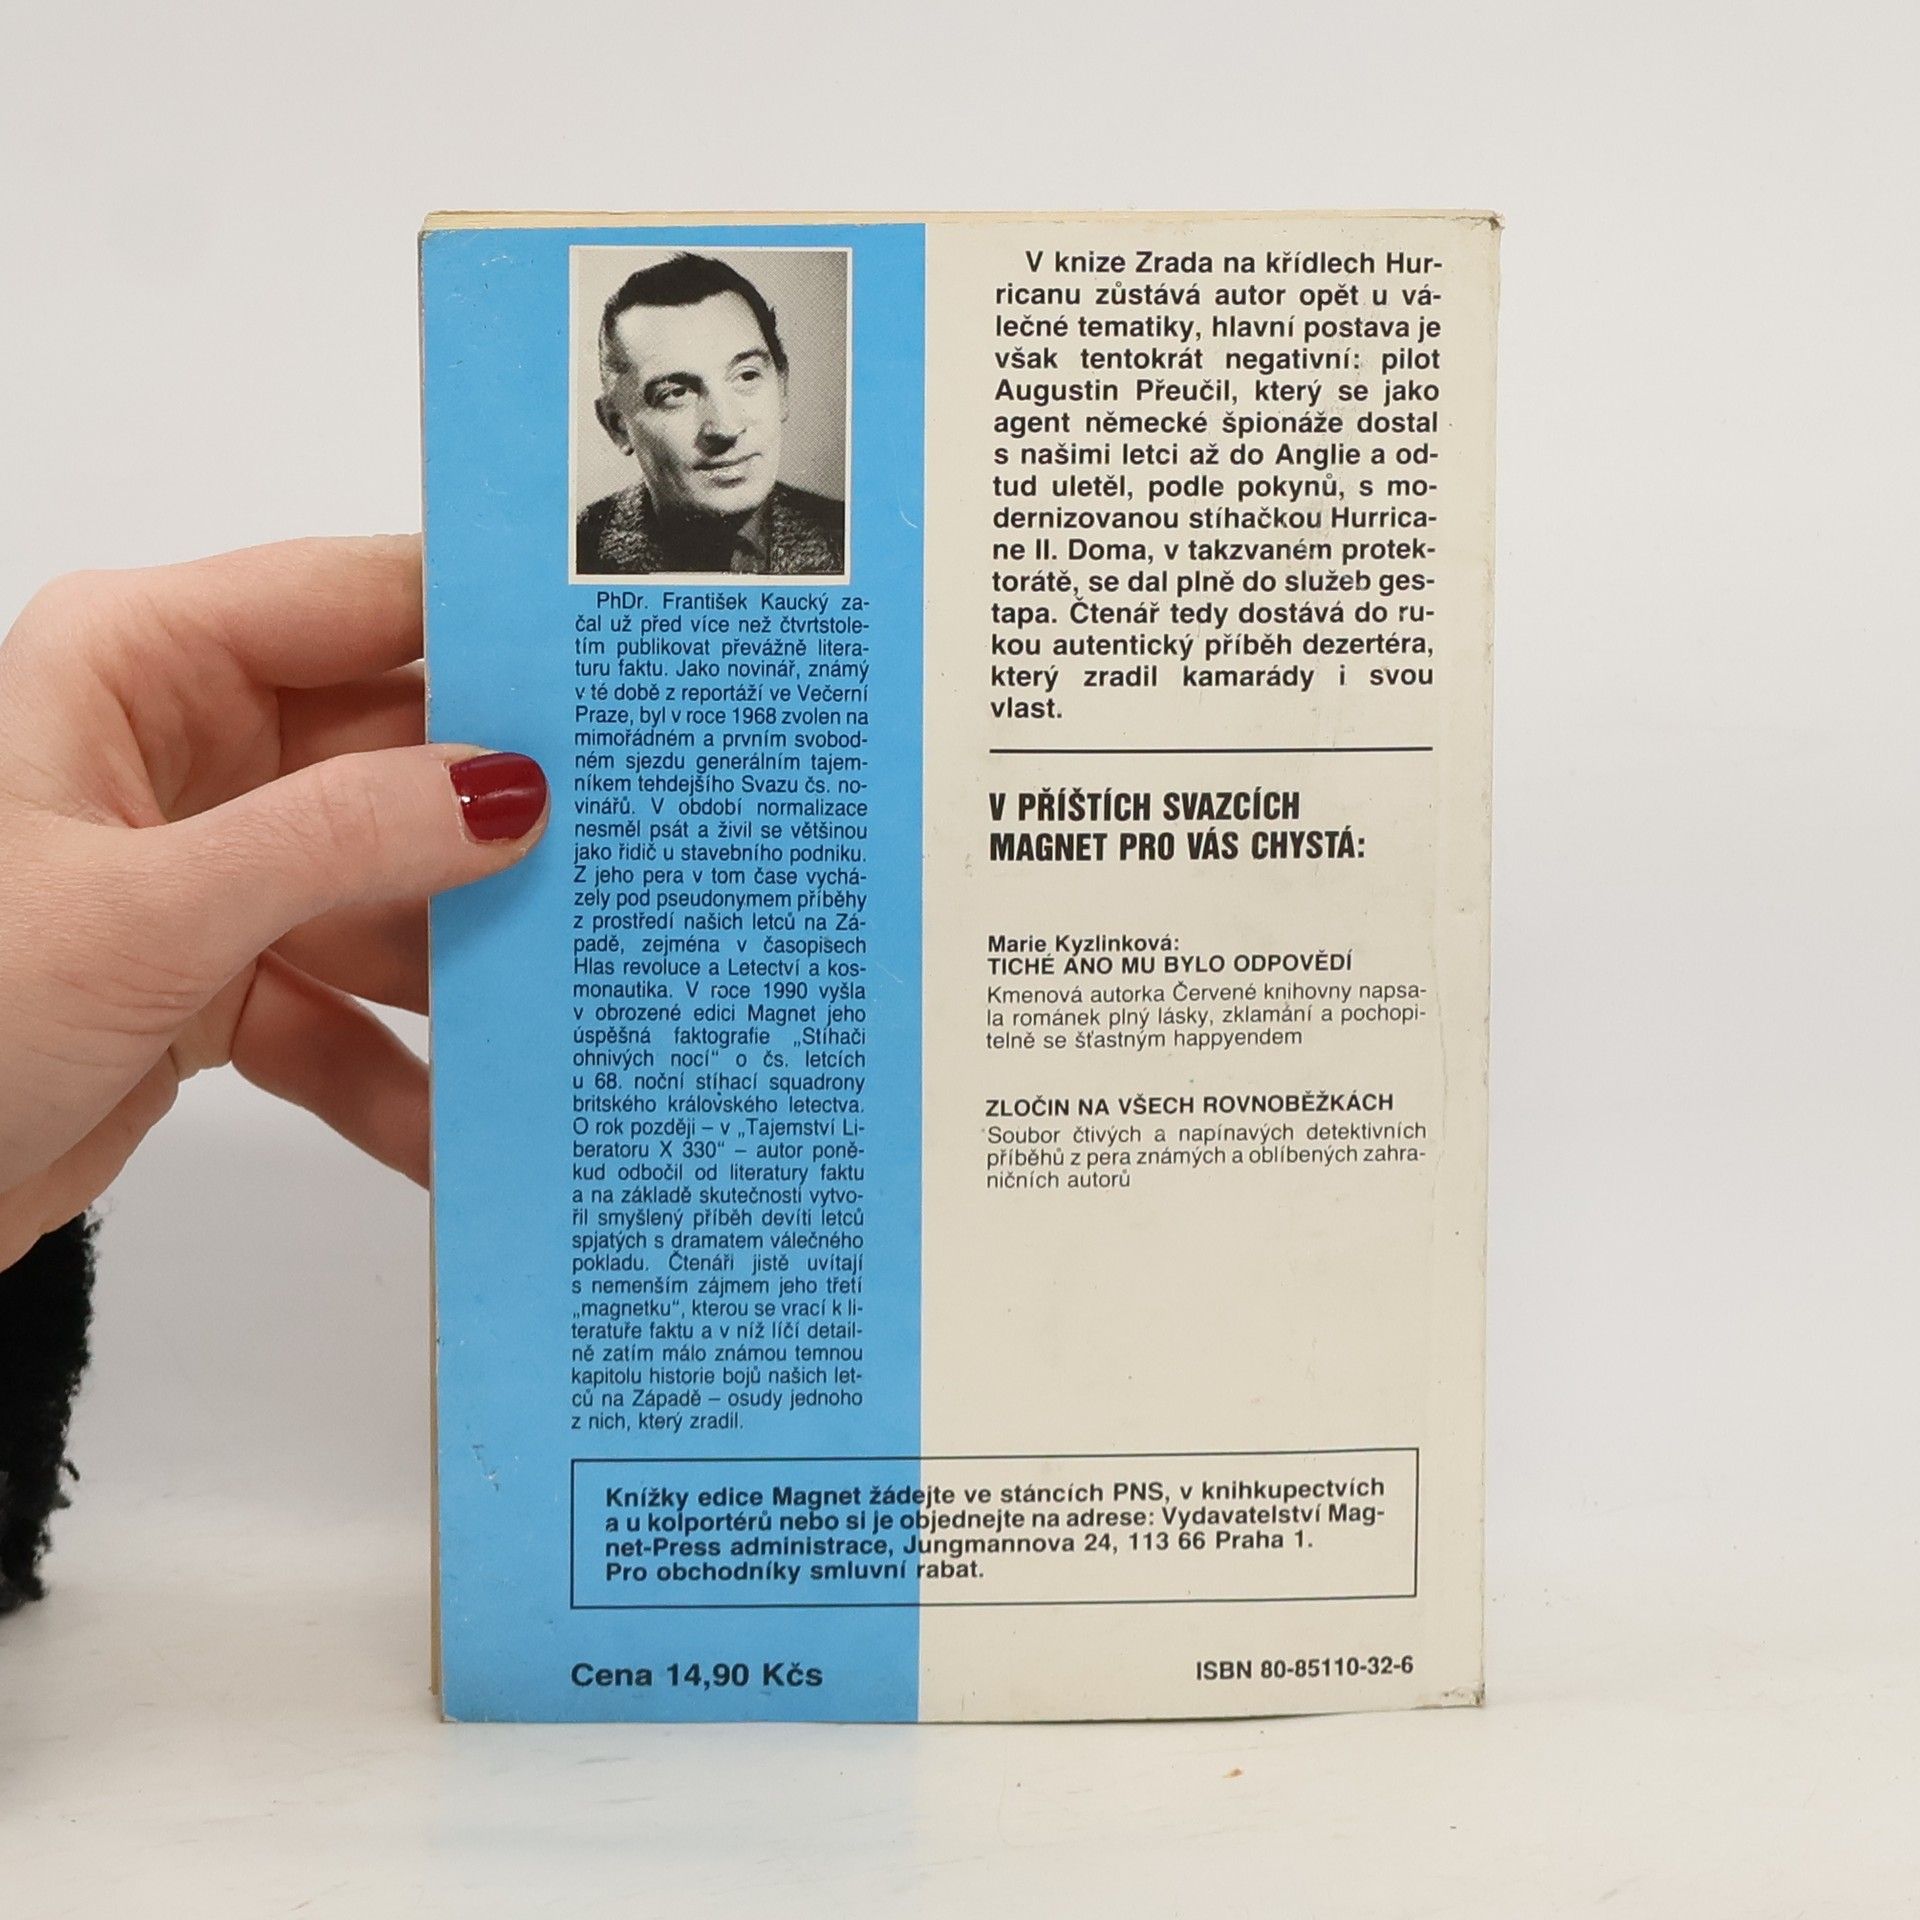 PhDr. František Kaucký za-
čal už před více než čtvrtstole-
tím publikovat převážně litera-
turu faktu. Jako novinář, známý
v té době z reportáží ve Večerní
Praze, byl v roce 1968 zvolen na
mimořádném a prvním svobod-
ném sjezdu generálním tajem-
níkem tehdejšího Svazu čs. no-
vinářů. V období normalizace
nesměl psát a živil se většinou
jako řidič u stavebního podniku.
Z jeho pera v tom čase vychá-
zely pod pseudonymem příběhy
z prostředí našich letců na Zá-
padě, zejména v časopisech
Hlas revoluce a Letectví a kos-
monautika. V roce 1990 vyšla
v obrozené edici Magnet jeho
úspěšná faktografie „Stíhači
ohnivých nocí“ o čs. letcích
u 68. noční stíhací squadrony
britského královského letectva.
O rok později – v „Tajemství Li-
beratoru X 330“ – autor poně-
kud odbočil od literatury faktu
a na základě skutečnosti vytvo-
řil smyšlený příběh devíti letců
spjatých s dramatem válečného
pokladu. Čtenáři jistě uvítají
s nemenším zájmem jeho třetí
„magnetku“, kterou se vrací k li-
teratuře faktu a v níž líčí detail-
ně zatím málo známou temnou
kapitolu historie bojů našich let-
ců na Západě – osudy jednoho
z nich, který zradil.
V knize Zrada na křídlech Hur-
ricanu zůstává autor opět u vá-
lečné tematiky, hlavní postava je
však tentokrát negativní: pilot
Augustin Přeučil, který se jako
agent německé špionáže dostal
s našimi letci až do Anglie a od-
tud uletěl, podle pokynů, s mo-
dernizovanou stíhačkou Hurrica-
ne II. Doma, v takzvaném protek-
torátě, se dal plně do služeb ges-
tapa. Čtenář tedy dostává do ru-
kou autentický příběh dezertéra,
který zradil kamarády i svou
vlast.
V PŘÍŠTÍCH SVAZCÍCH
MAGNET PRO VÁS CHYSTÁ:
Marie Kyzlinková:
TICHÉ ANO MU BYLO ODPOVĚDÍ
Kmenová autorka Červené knihovny napsa-
la románek plný lásky, zklamání a pochopi-
telně se šťastným happyendem
ZLOČIN NA VŠECH ROVNOBĚŽKÁCH
Soubor čtivých a napínavých detektivních
příběhů z pera známých a oblíbených zahra-
ničních autorů
Knížky edice Magnet žádejte ve stáncích PNS, v knihkupectvích
a u kolportérů nebo si je objednejte na adrese: Vydavatelství Mag-
net-Press administrace, Jungmannova 24, 113 66 Praha 1.
Pro obchodníky smluvní rabat.
Cena 14,90 Kčs
ISBN 80-85110-32-6